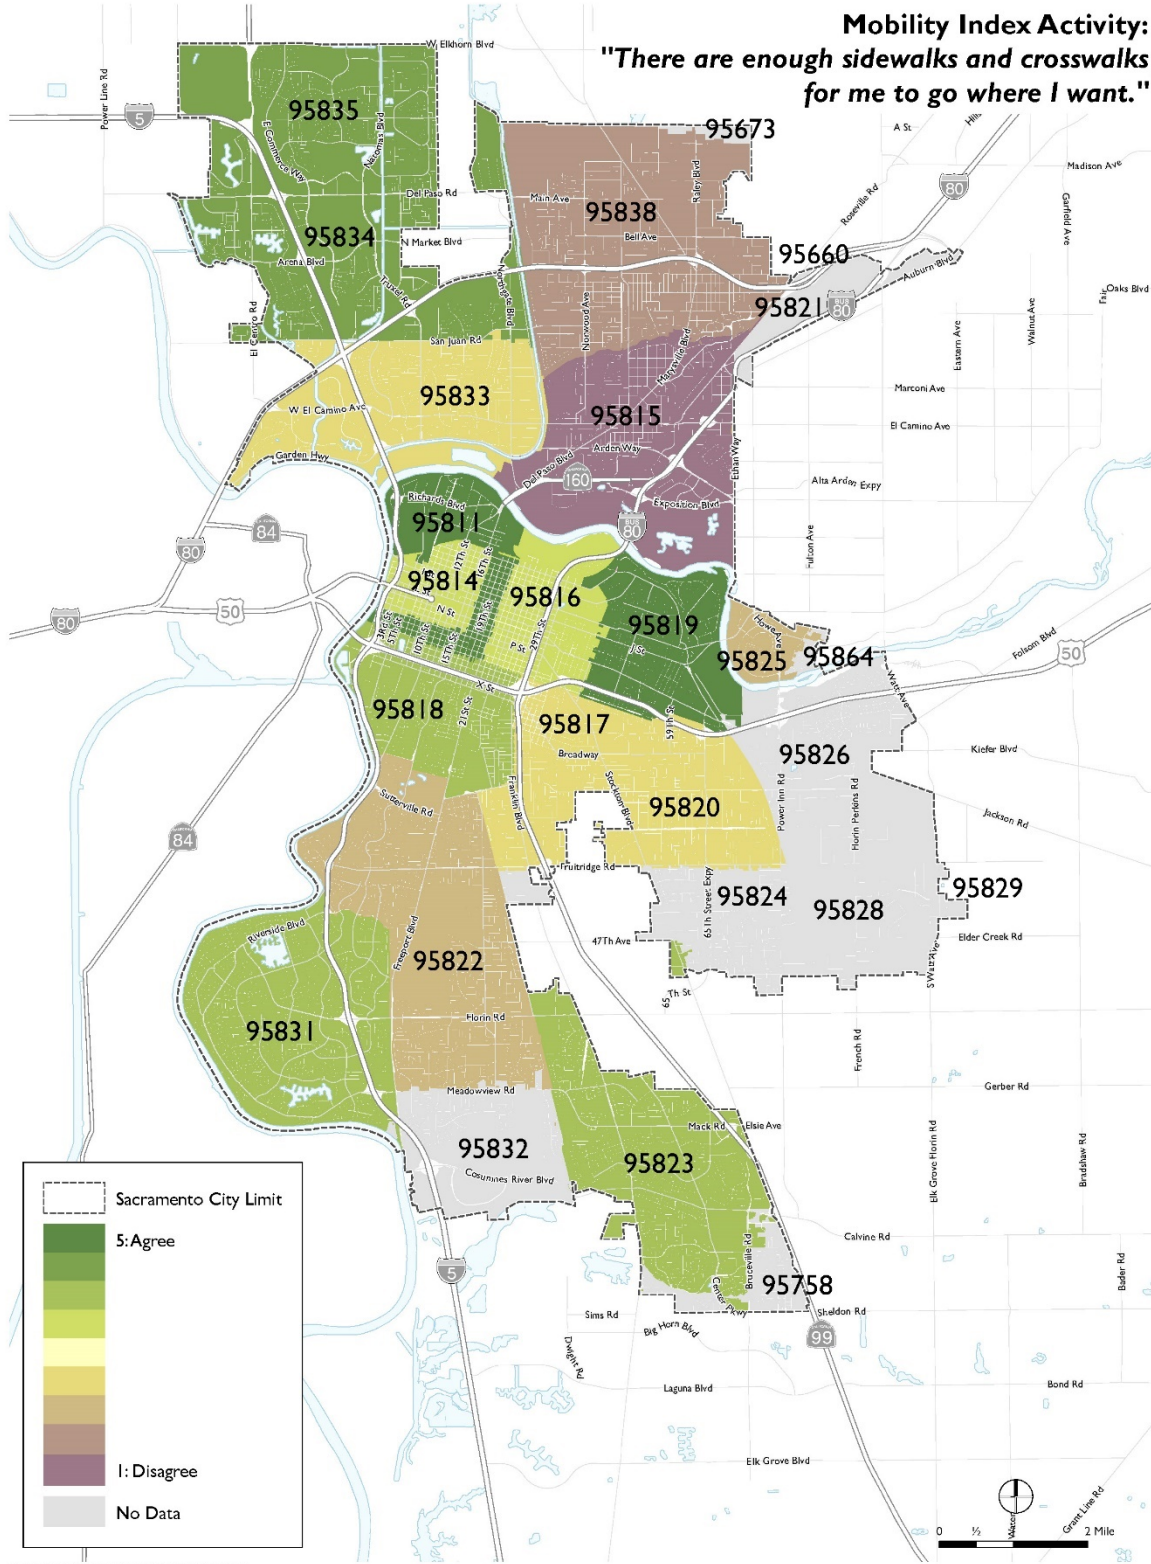 Mobility Index Activity:
"There are enough sidewalks and crosswalks
for me to go where I want."
W Elkhorn Blvd
Power Line Rd
95835
5
E Commerce Way
Natomas Blvd
95673
A St
Madison Ave
80
Raley Blvd
Del Paso Rd
Main Ave
95838
Roseville Rd
Garfield Ave
95834
N Market Blvd
Bell Ave
95660
Arena Blvd
Auburn Blvd
Truxel Rd
Northgate Blvd
95821
BUS
80
Fair Oaks Blvd
El Centro Rd
Norwood Ave
Walnut Ave
Eastern Ave
San Juan Rd
Marysville Blvd
95833
Marconi Ave
W El Camino Ave
95815
El Camino Ave
Arden Way
Garden Hwy
Del Paso Blvd
Ethan Way
160
Alta Arden Expy
Richards Blvd
Exposition Blvd
95811
BUS
80
84
Fulton Ave
80
12Th St
16Th St
95814
95816
50
80
N St
19Th St
3Rd St
5Th St
10Th St
15Th St
29Th St
P St
95819
J St
Howe Ave
95825
95864
Folsom Blvd
50
X St
Watt Ave
95818
21St St
95817
59Th St
Broadway
95826
Kiefer Blvd
Sutterville Rd
Franklin Blvd
Stockton Blvd
95820
Power Inn Rd
Florin Perkins Rd
Jackson Rd
84
Fruitridge Rd
65Th Street Expy
95824
95828
95829
Riverside Blvd
Freeport Blvd
47Th Ave
Elder Creek Rd
95822
S Watt Ave
65Th St
Florin Rd
95831
French Rd
Meadowview Rd
Gerber Rd
Mack Rd
Elsie Ave
95832
95823
Elk Grove Florin Rd
Bradshaw Rd
Cosumnes River Blvd
Calvine Rd
Bruceville Rd
5
Center Pkwy
95758
Bader Rd
Sims Rd
Sheldon Rd
Big Horn Blvd
99
Dwight Rd
Laguna Blvd
Bond Rd
Elk Grove Blvd
Grant Line Rd
Sacramento City Limit
5: Agree
1: Disagree
No Data
Water
0 ½ 2 Mile